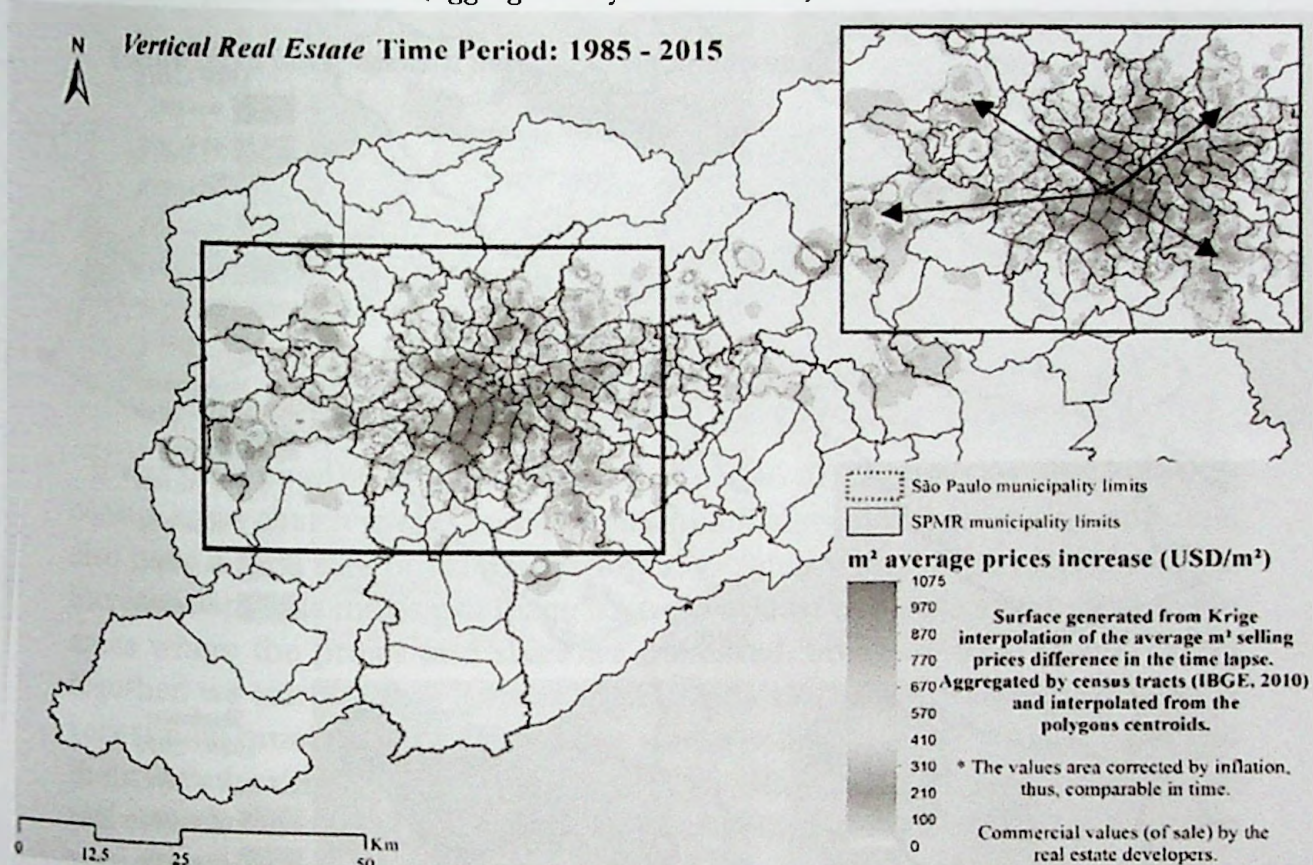 N
Vertical Real Estate Time Period: 1985 - 2015
São Paulo municipality limits
SPMR municipality limits
m² average prices increase (USD/m²)
1075
970
870
770
670
570
410
310
210
100
0
Surface generated from Krige
interpolation of the average m² selling
prices difference in the time lapse.
Aggregated by census tracts (IBGE, 2010)
and interpolated from the
polygons centroids.
* The values area corrected by inflation,
thus, comparable in time.
Commercial values (of sale) by the
real estate developers.
0
12.5
25
50
Km